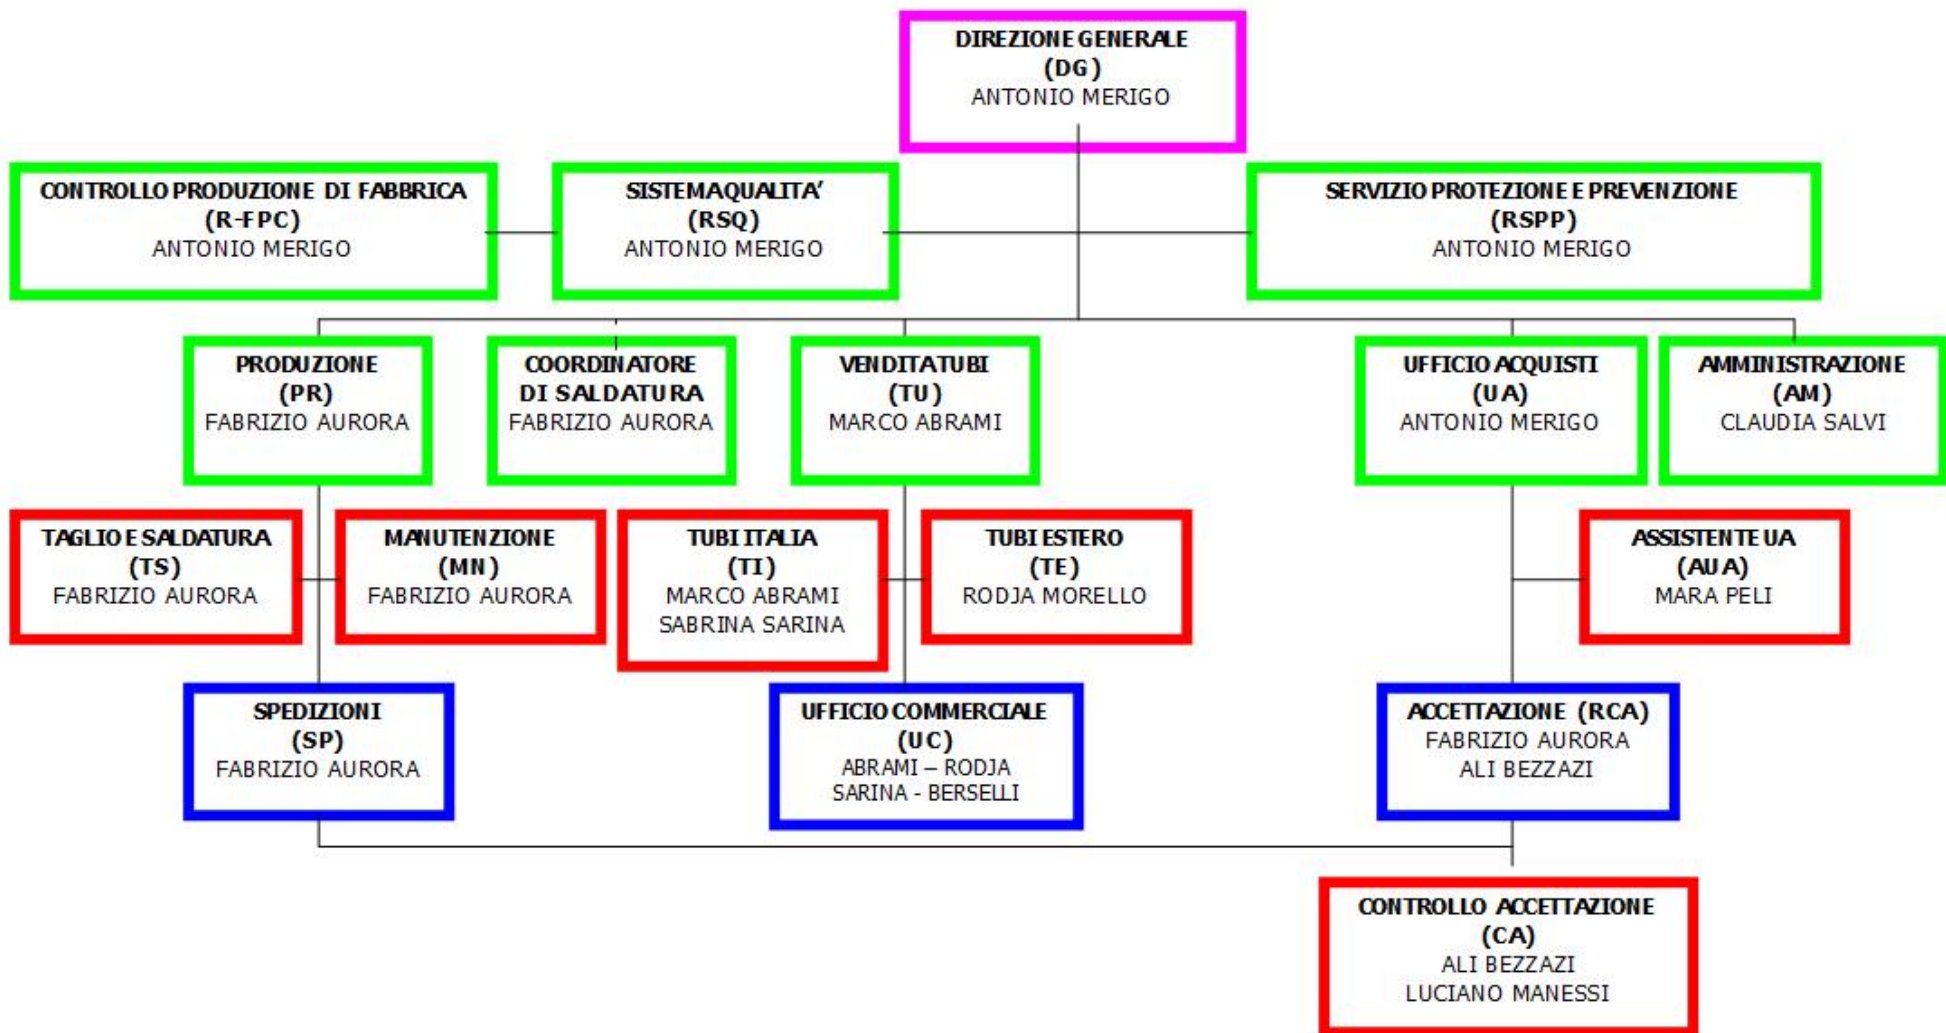 DIREZIONE GENERALE
(DG)
ANTONIO MERIGO
CONTROLLO PRODUZIONE DI FABBRICA
(R-FPC)
ANTONIO MERIGO
SISTEMA QUALITA’
(RSQ)
ANTONIO MERIGO
SERVIZIO PROTEZIONE E PREVENZIONE
(RSPP)
ANTONIO MERIGO
PRODUZIONE
(PR)
FABRIZIO AURORA
COORDINATORE
DI SALDATURA
FABRIZIO AURORA
VENDITA TUBI
(TU)
MARCO ABRAMI
UFFICIO ACQUISTI
(UA)
ANTONIO MERIGO
AMMINISTRAZIONE
(AM)
CLAUDIA SALVI
TAGLIO E SALDATURA
(TS)
FABRIZIO AURORA
MANUTENZIONE
(MN)
FABRIZIO AURORA
TUBI ITALIA
(TI)
MARCO ABRAMI
SABRINA SARINA
TUBI ESTERO
(TE)
RODJA MORELLO
ASSISTENTE UA
(AUA)
MARA PELI
SPEDIZIONI
(SP)
FABRIZIO AURORA
UFFICIO COMMERCIALE
(UC)
ABRAMI – RODJA
SARINA - BERSELLI
ACCETTAZIONE (RCA)
FABRIZIO AURORA
ALI BEZZAZI
CONTROLLO ACCETTAZIONE
(CA)
ALI BEZZAZI
LUCIANO MANESSI